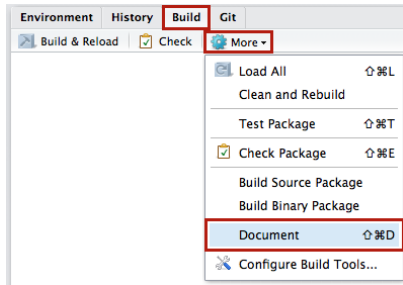 Environment History Build Git
Build & Reload Check More
Load All ⇧⌘L
Clean and Rebuild
Test Package ⇧⌘T
Check Package ⇧⌘E
Build Source Package
Build Binary Package
Document ⇧⌘D
Configure Build Tools...